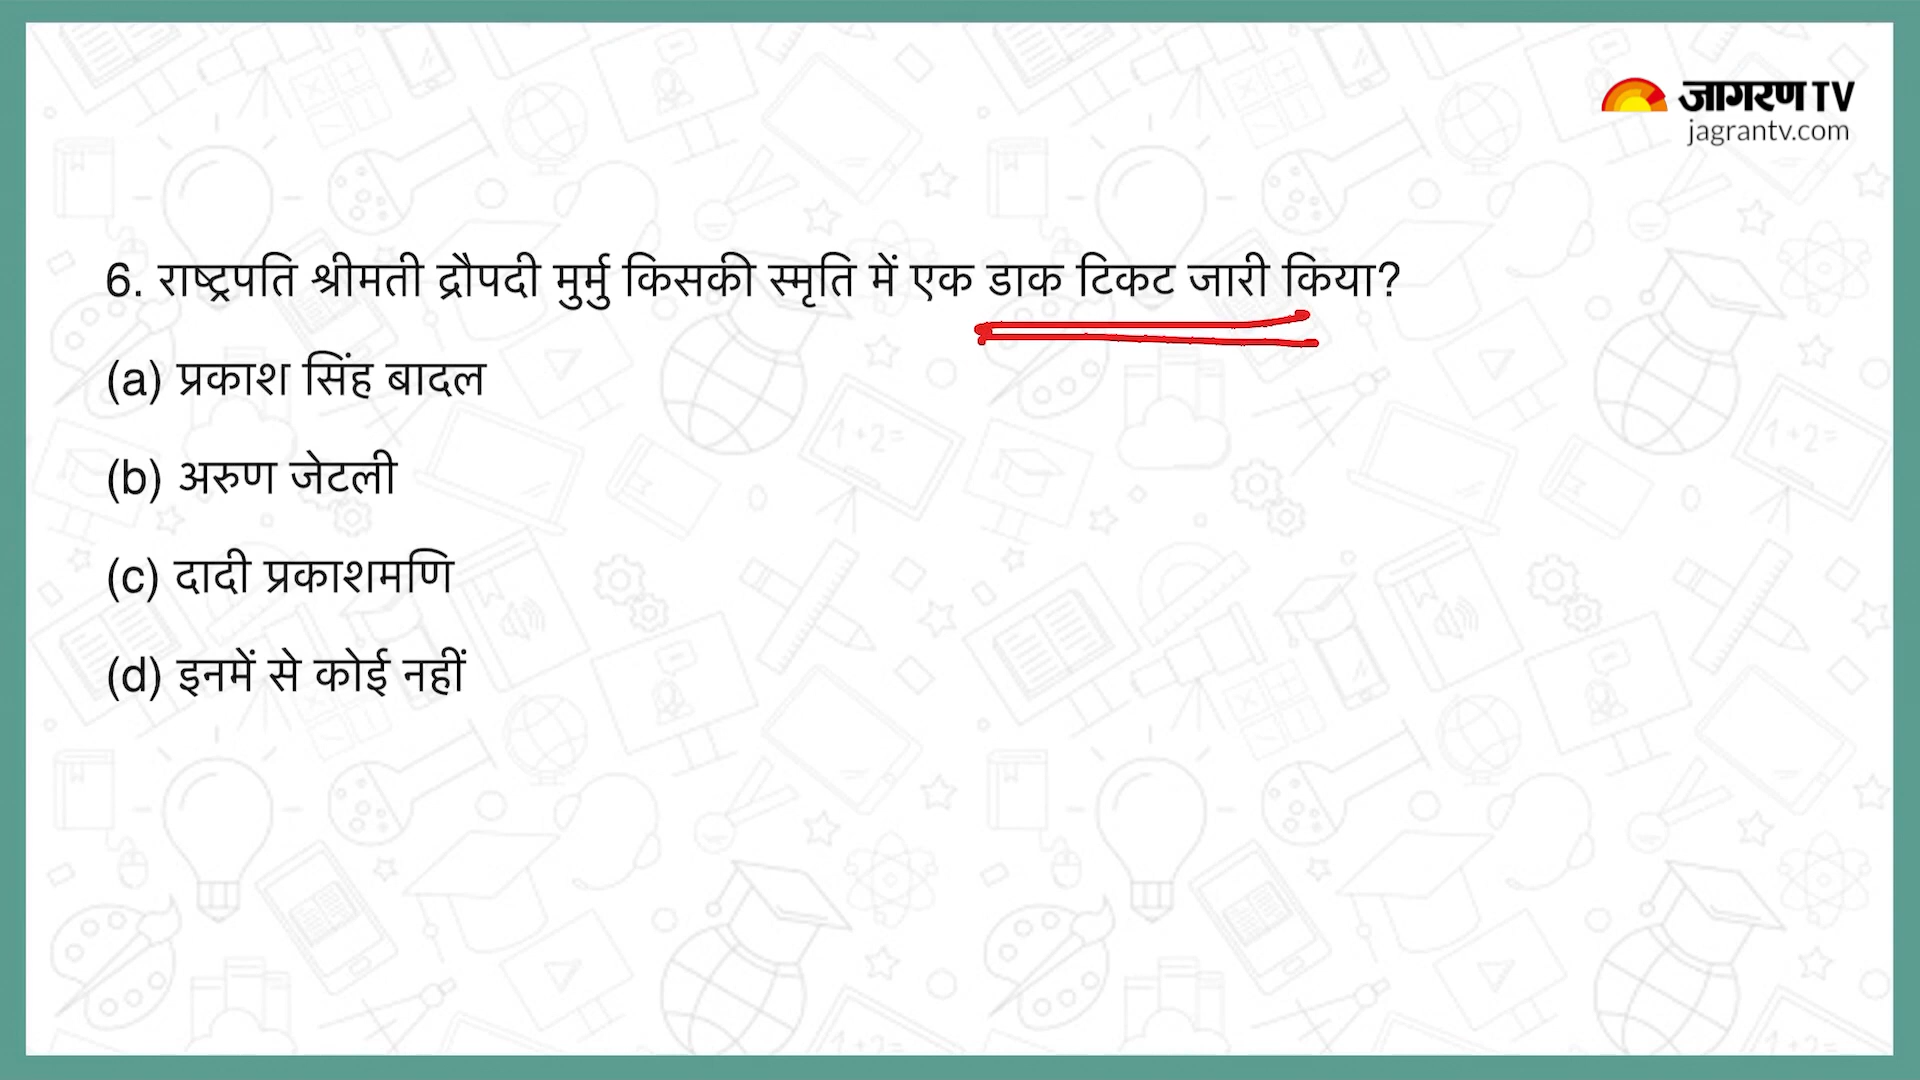 जागरण TV
jagrantv.com
6. राष्ट्रपति श्रीमती द्रौपदी मुर्मु किसकी स्मृति में एक डाक टिकट जारी किया?
(a) प्रकाश सिंह बादल
(b) अरुण जेटली
(c) दादी प्रकाशमणि
(d) इनमें से कोई नहीं